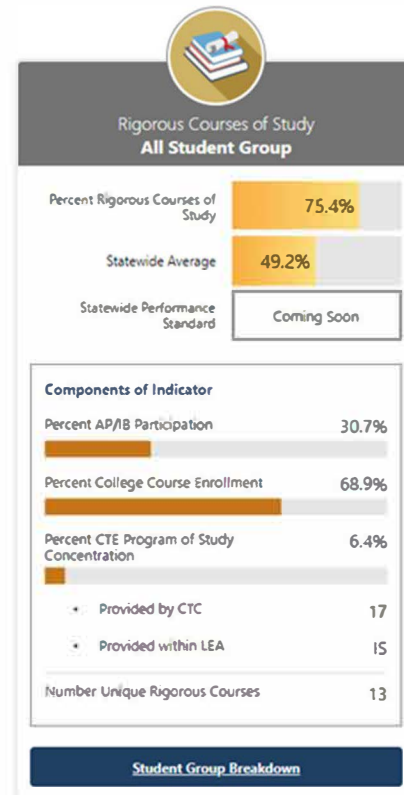 Rigorous Courses of Study
All Student Group
Percent Rigorous Courses of
Study
75.4%
Statewide Average
49.2%
Statewide Performance
Standard
Coming Soon
Components of Indicator
Percent AP/IB Participation
30.7%
Percent College Course Enrollment
68.9%
Percent CTE Program of Study
Concentration
6.4%
• Provided by CTC
17
• Provided within LEA
IS
Number Unique Rigorous Courses
13
Student Group Breakdown